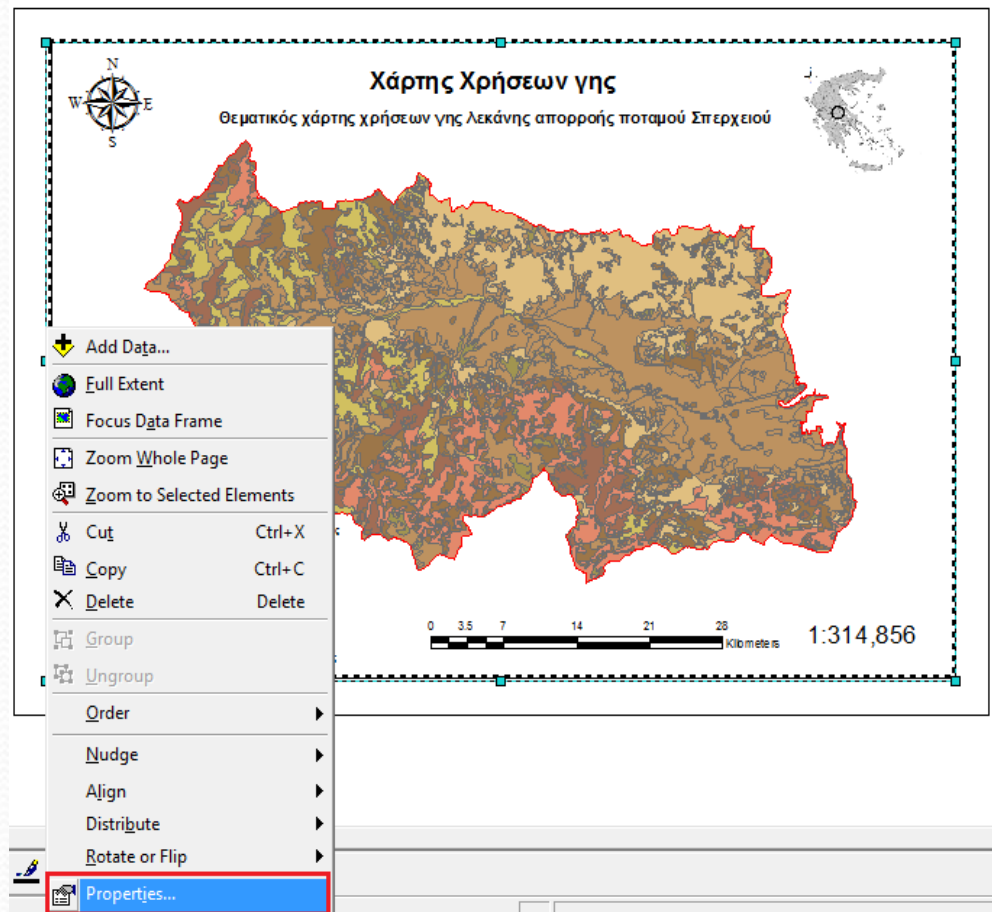 N
W E
S
Χάρτης Χρήσεων γης
Θεματικός χάρτης χρήσεων γης Λεκάνης απορροής ποταμού Σπερχειού
Add Data...
Full Extent
Focus Data Frame
Zoom Whole Page
Zoom to Selected Elements
Cut Ctrl+X
Copy Ctrl+C
Delete Delete
Group
Ungroup
Order
Nudge
Align
Distribute
Rotate or Flip
Properties...
0 3.5 7 14 21 28
Kilometers
1:314,856